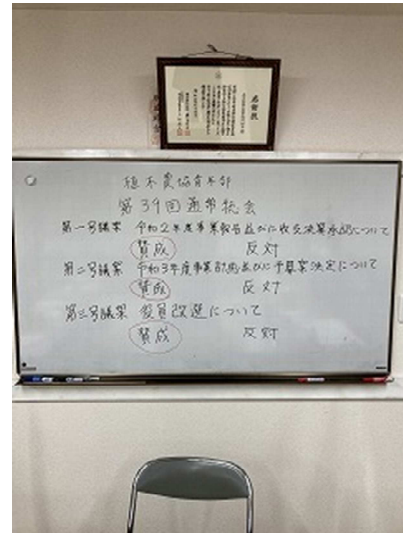 感謝状
植木農協青年部
第39回通常総会
第一号議案 令和2年度事業報告並びに収支決算承認について
賛成 反対
第二号議案 令和3年度事業計画並びに予算案決定について
賛成 反対
第三号議案 役員改選について
賛成 反対